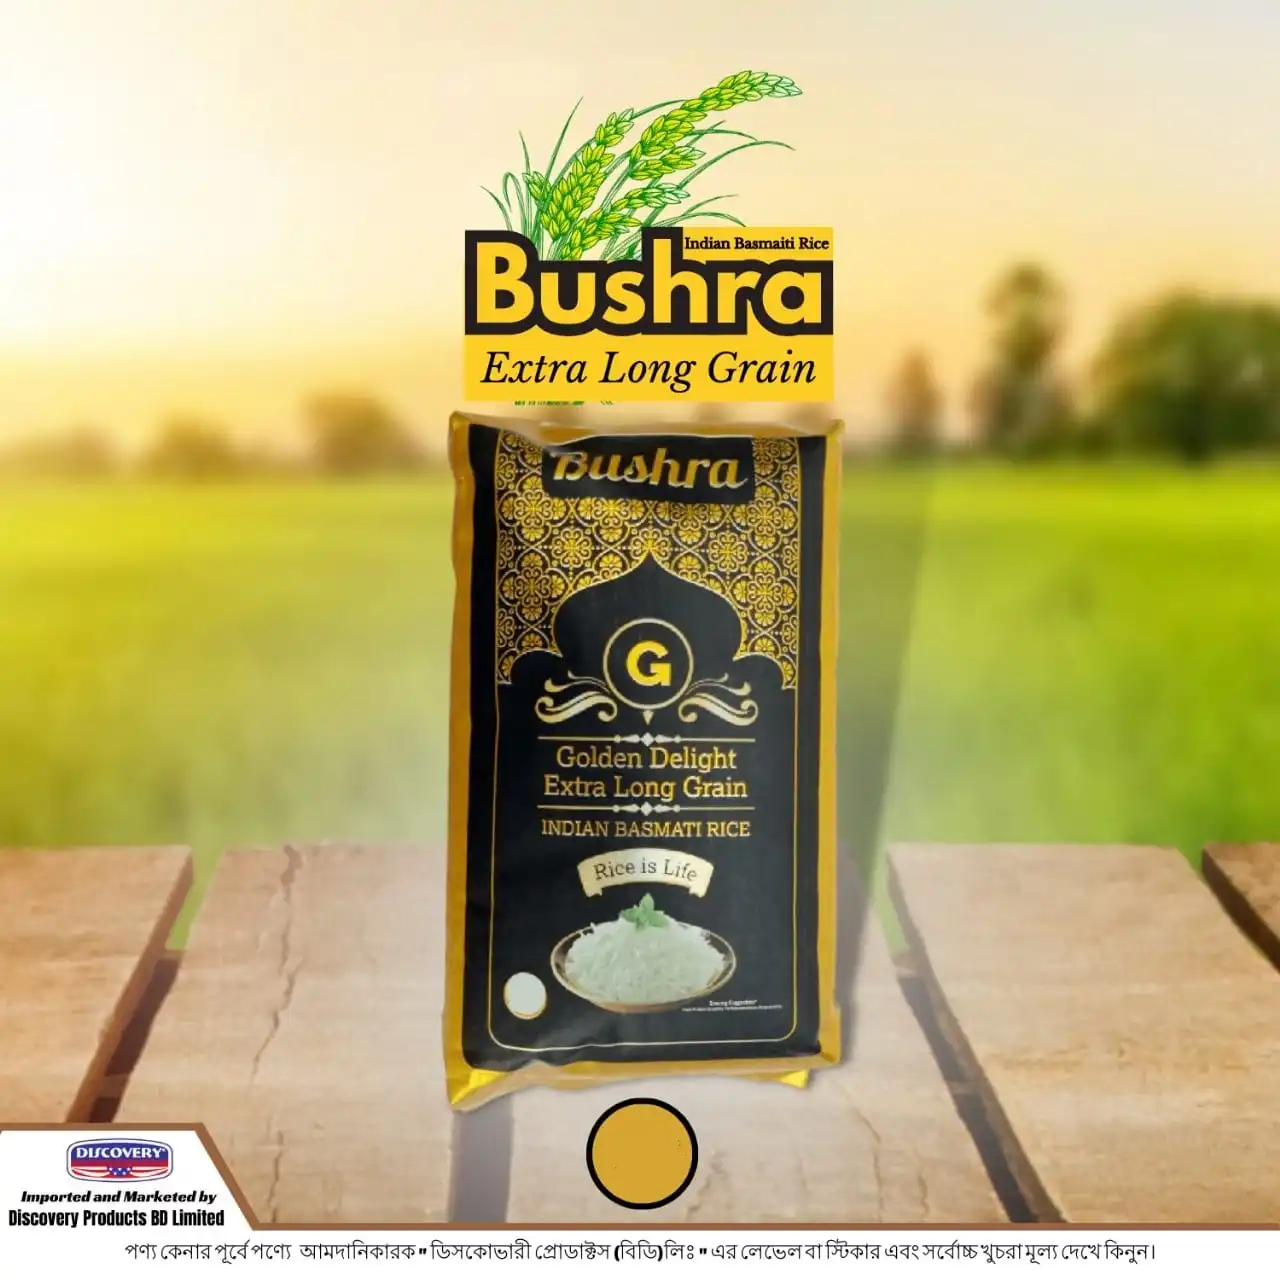 Indian Basmaiti Rice
Bushra
Extra Long Grain
Bushra
G
Golden Delight
Extra Long Grain
INDIAN BASMATI RICE
Rice is Life
DISCOVERY
Imported and Marketed by
Discovery Products BD Limited
পণ্য কেনার পূর্বে পণ্যে আমদানিকারক " ডিসকোভারী প্রোডাক্টস (বিডি)লিঃ " এর লেভেল বা স্টিকার এবং সর্বোচ্চ খুচরা মূল্য দেখে কিনুন।